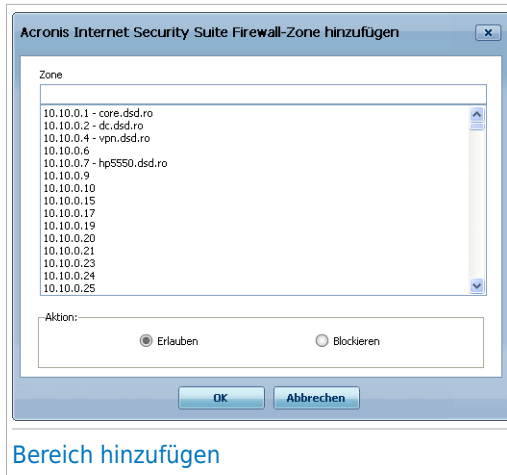 Acronis Internet Security Suite Firewall-Zone hinzufügen
Zone
10.10.0.1 - core.dsd.ro
10.10.0.2 - dc.dsd.ro
10.10.0.4 - vpn.dsd.ro
10.10.0.6
10.10.0.7 - hp5550.dsd.ro
10.10.0.9
10.10.0.10
10.10.0.15
10.10.0.17
10.10.0.19
10.10.0.20
10.10.0.21
10.10.0.23
10.10.0.24
10.10.0.25
Aktion:
Erlauben Blockieren
OK Abbrechen
Bereich hinzufügen